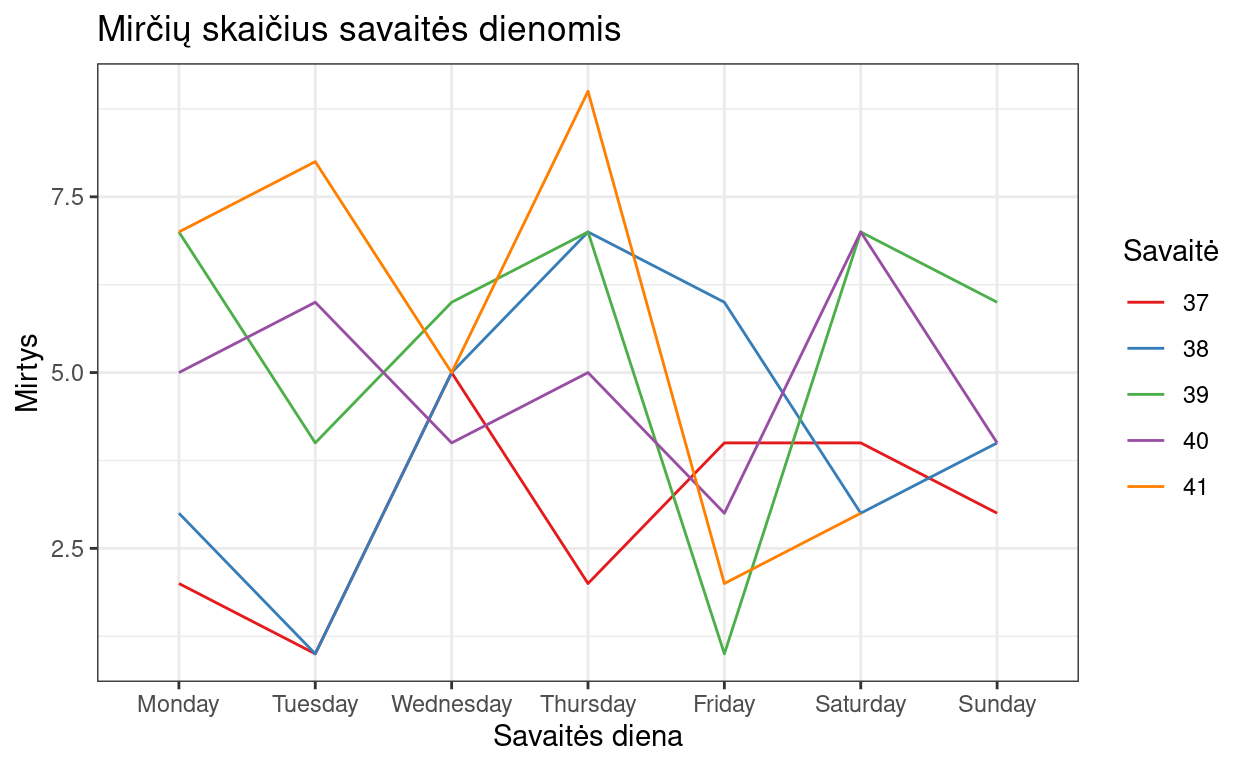 Mirčių skaičius savaitės dienomis
Mirtys
7.5
5.0
2.5
Monday Tuesday Wednesday Thursday Friday Saturday Sunday
Savaitės diena
Savaitė
37
38
39
40
41